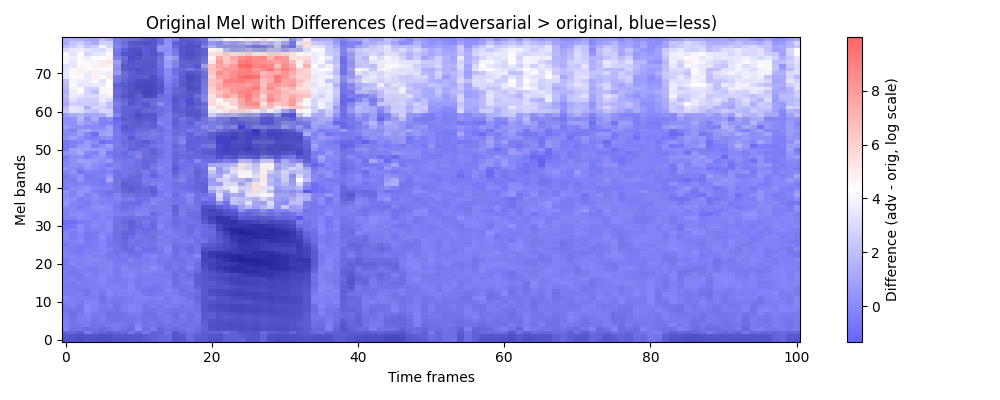 Original Mel with Differences (red=adversarial > original, blue=less)
70
60
50
40
30
20
10
0
Mel bands
0 20 40 60 80 100
Time frames
8
6
4
2
0
Difference (adv - orig, log scale)